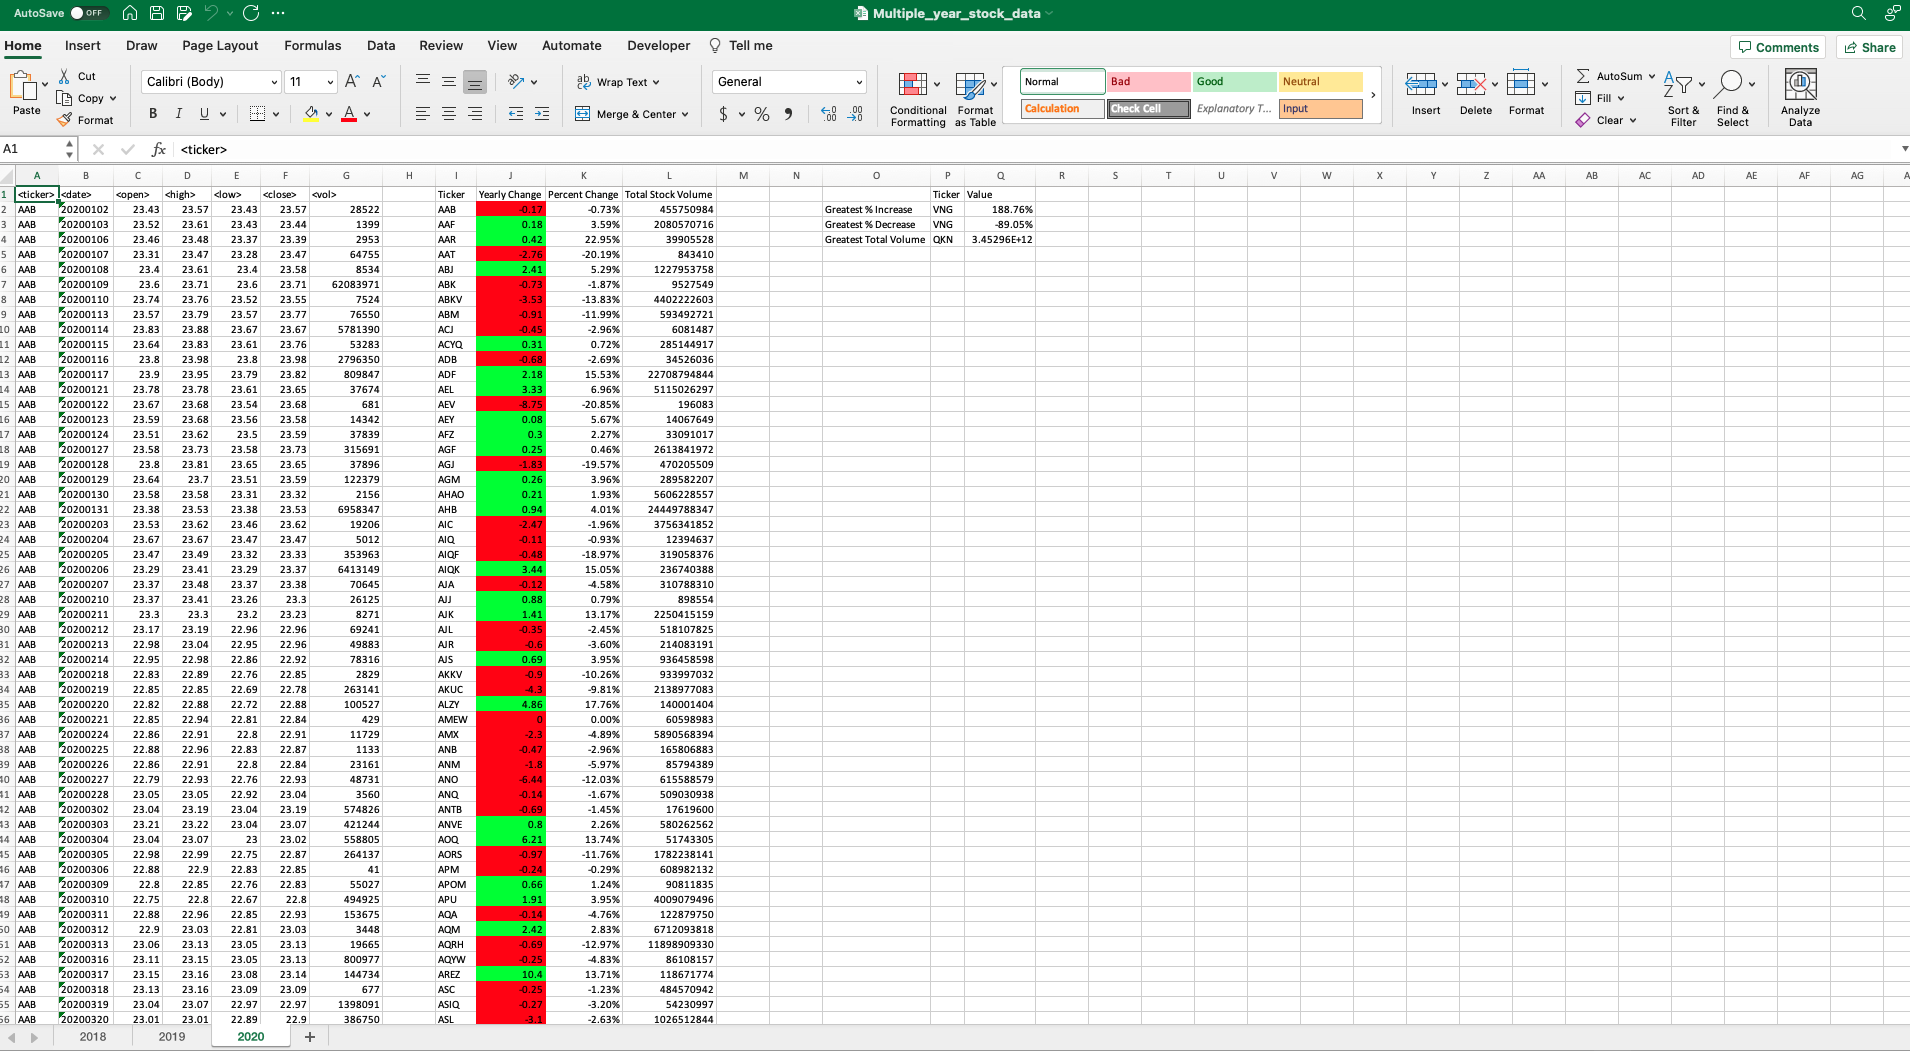 AutoSave OFF Multiple_year_stock_data
Home Insert Draw Page Layout Formulas Data Review View Automate Developer Tell me Comments Share
Paste Cut Copy Format Calibri (Body) 11 Wrap Text Merge & Center General Conditional Formatting Format as Table Normal Bad Good Neutral Calculation Check Cell Explanatory T... Input Insert Delete Format AutoSum Fill Clear Sort & Filter Find & Select Analyze Data
A1 fx <ticker>
A B C D E F G H I J K L M N O P Q R S T U V W X Y Z AA AB AC AD AE AF AG
1 <ticker> <date> <open> <high> <low> <close> <vol> Ticker Yearly Change Percent Change Total Stock Volume Ticker Value
2 AAB 20200102 23.43 23.57 23.43 23.57 28522 AAB -0.17 -0.73% 455750984 Greatest % Increase VNG 188.76%
3 AAB 20200103 23.52 23.61 23.43 23.44 1399 AAF 0.18 3.59% 2080570716 Greatest % Decrease VNG -89.05%
4 AAB 20200106 23.46 23.48 23.37 23.39 2953 AAR 0.42 22.95% 39905528 Greatest Total Volume QKN 3.45296E+12
5 AAB 20200107 23.31 23.47 23.28 23.47 64755 AAT -2.76 -20.19% 843410
6 AAB 20200108 23.4 23.61 23.4 23.58 8534 ABJ 2.41 5.29% 1227953758
7 AAB 20200109 23.6 23.71 23.6 23.71 62083971 ABK -0.73 -1.87% 9527549
8 AAB 20200110 23.74 23.76 23.52 23.55 7524 ABKV -3.53 -13.83% 4402222603
9 AAB 20200113 23.57 23.79 23.57 23.77 76550 ABM -0.91 -11.99% 593492721
10 AAB 20200114 23.83 23.88 23.67 23.67 5781390 ACJ -0.45 -2.96% 6081487
11 AAB 20200115 23.64 23.83 23.61 23.76 53283 ACYQ 0.31 0.72% 285144917
12 AAB 20200116 23.8 23.98 23.8 23.98 2796350 ADB -0.68 -2.69% 34526036
13 AAB 20200117 23.9 23.95 23.79 23.82 809847 ADF 2.18 15.53% 22708794844
14 AAB 20200121 23.78 23.78 23.61 23.65 37674 AEL 3.33 6.96% 5115026297
15 AAB 20200122 23.67 23.68 23.54 23.68 681 AEV -8.75 -20.85% 196083
16 AAB 20200123 23.59 23.68 23.56 23.58 14342 AEY 0.08 5.67% 14067649
17 AAB 20200124 23.51 23.62 23.5 23.59 37839 AFZ 0.3 2.27% 33091017
18 AAB 20200127 23.58 23.73 23.58 23.73 315691 AGF 0.25 0.46% 2613841972
19 AAB 20200128 23.8 23.81 23.65 23.65 37896 AGJ -1.83 -19.57% 470205509
20 AAB 20200129 23.64 23.7 23.51 23.59 122379 AGM 0.26 3.96% 289582207
21 AAB 20200130 23.58 23.58 23.31 23.32 2156 AHAO 0.21 1.93% 5606228557
22 AAB 20200131 23.38 23.53 23.38 23.53 6958347 AHB 0.94 4.01% 24449788347
23 AAB 20200203 23.53 23.62 23.46 23.62 19206 AIC -2.47 -1.96% 3756341852
24 AAB 20200204 23.67 23.67 23.47 23.47 5012 AIQ -0.11 -0.93% 12394637
25 AAB 20200205 23.47 23.49 23.32 23.33 353963 AIQF -0.48 -18.97% 319058376
26 AAB 20200206 23.29 23.41 23.29 23.37 6413149 AIQK 3.44 15.05% 236740388
27 AAB 20200207 23.37 23.48 23.37 23.38 70645 AJA -0.12 -4.58% 310788310
28 AAB 20200210 23.37 23.41 23.26 23.3 26125 AJJ 0.88 0.79% 898554
29 AAB 20200211 23.3 23.3 23.2 23.23 8271 AJK 1.41 13.17% 2250415159
30 AAB 20200212 23.17 23.19 22.96 22.96 69241 AJL -0.35 -2.45% 518107825
31 AAB 20200213 22.98 23.04 22.95 22.96 49883 AJR -0.6 -3.60% 214083191
32 AAB 20200214 22.95 22.98 22.86 22.92 78316 AJS 0.69 3.95% 936458598
33 AAB 20200218 22.83 22.89 22.76 22.85 2829 AKKV -0.9 -10.26% 933997032
34 AAB 20200219 22.85 22.85 22.69 22.78 263141 AKUC -4.3 -9.81% 2138977083
35 AAB 20200220 22.82 22.88 22.72 22.88 100527 ALZY 4.86 17.76% 140001404
36 AAB 20200221 22.85 22.94 22.81 22.84 429 AMEW 0 0.00% 60598983
37 AAB 20200224 22.86 22.91 22.8 22.91 11729 AMX -2.3 -4.89% 5890568394
38 AAB 20200225 22.88 22.96 22.83 22.87 1133 ANB -0.47 -2.96% 165806883
39 AAB 20200226 22.86 22.91 22.8 22.84 23161 ANM -1.8 -5.97% 85794389
40 AAB 20200227 22.79 22.93 22.76 22.93 48731 ANO -6.44 -12.03% 615588579
41 AAB 20200228 23.05 23.05 22.92 23.04 3560 ANQ -0.14 -1.67% 509030938
42 AAB 20200302 23.04 23.19 23.04 23.19 574826 ANTB -0.69 -1.45% 17619600
43 AAB 20200303 23.21 23.22 23.04 23.07 421244 ANVE 0.8 2.26% 580262562
44 AAB 20200304 23.04 23.07 23 23.02 558805 AOQ 6.21 13.74% 51743305
45 AAB 20200305 22.98 22.99 22.75 22.87 264137 AORS -0.97 -11.76% 1782238141
46 AAB 20200306 22.88 22.9 22.83 22.85 41 APM -0.24 -0.29% 608982132
47 AAB 20200309 22.8 22.85 22.76 22.83 55027 APOM 0.66 1.24% 90811835
48 AAB 20200310 22.75 22.8 22.67 22.8 494925 APU 1.91 3.95% 4009079496
49 AAB 20200311 22.88 22.96 22.85 22.93 153675 AQA -0.14 -4.76% 122879750
50 AAB 20200312 22.9 23.03 22.81 23.03 3448 AQM 2.42 2.83% 6712093818
51 AAB 20200313 23.06 23.13 23.05 23.13 19665 AQRH -0.69 -12.97% 11898909330
52 AAB 20200316 23.11 23.15 23.05 23.13 800977 AQYW -0.25 -4.83% 86108157
53 AAB 20200317 23.15 23.16 23.08 23.14 144734 AREZ 10.4 13.71% 118671774
54 AAB 20200318 23.13 23.16 23.09 23.09 677 ASC -0.25 -1.23% 484570942
55 AAB 20200319 23.04 23.07 22.97 22.97 1398091 ASIQ -0.27 -3.20% 54230997
56 AAB 20200320 23.01 23.01 22.89 22.9 386750 ASL -3.1 -2.63% 1026512844
2018 2019 2020